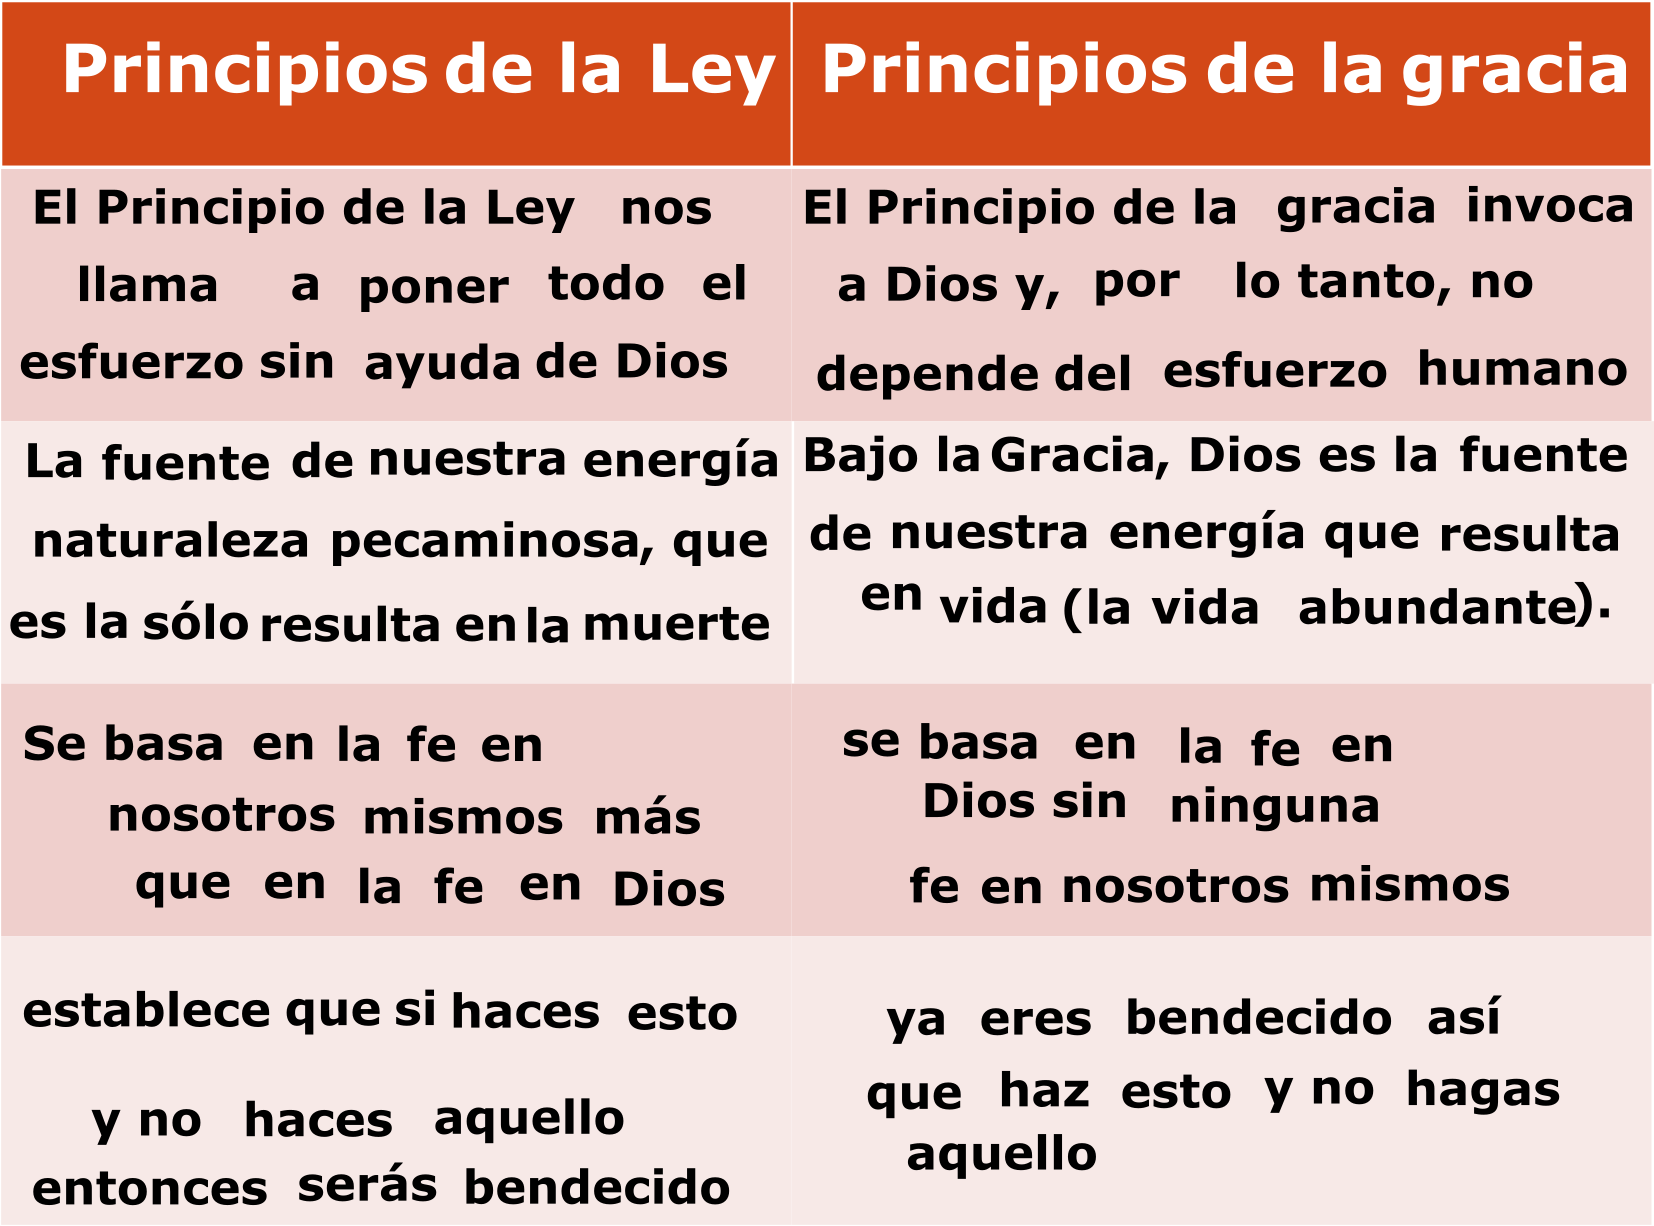 Principios de la Ley
Principios de la gracia
El Principio de la Ley nos
llama a poner todo el
esfuerzo sin ayuda de Dios
El Principio de la gracia invoca
a Dios y, por lo tanto, no
depende del esfuerzo humano
La fuente de nuestra energía
naturaleza pecaminosa, que
es la sólo resulta en la muerte
Bajo la Gracia, Dios es la fuente
de nuestra energía que resulta
en vida (la vida abundante).
Se basa en la fe en
nosotros mismos más
que en la fe en Dios
se basa en la fe en
Dios sin ninguna
fe en nosotros mismos
establece que si haces esto
y no haces aquello
entonces serás bendecido
ya eres bendecido así
que haz esto y no hagas
aquello